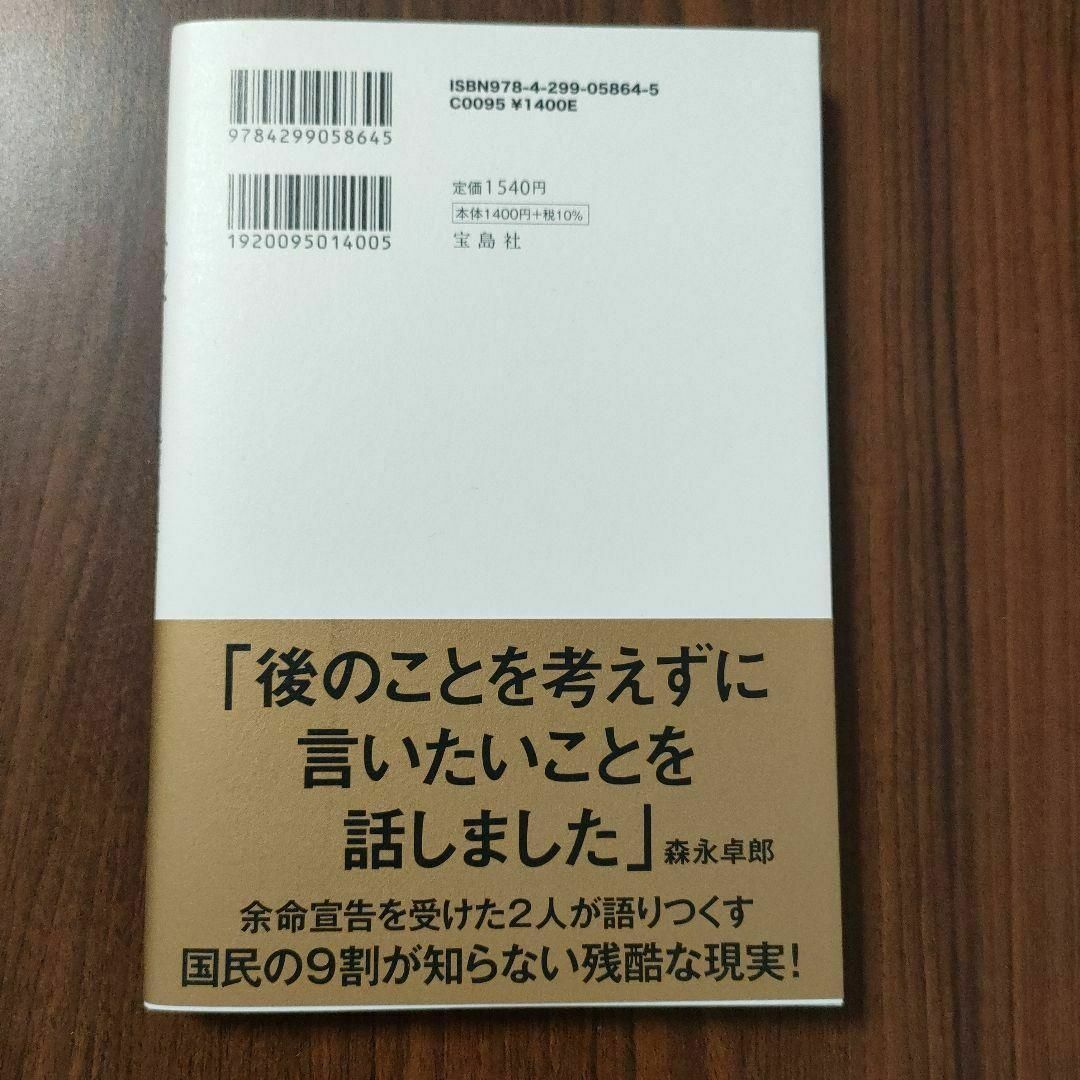 ISBN978-4-299-05864-5
C0095 ¥1400E
9784299058645
定価1540円
本体1400円+税10%
1920095014005
宝島社
「後のことを考えずに
言いたいことを
話しました」森永卓郎
余命宣告を受けた2人が語りつくす
国民の9割が知らない残酷な現実！